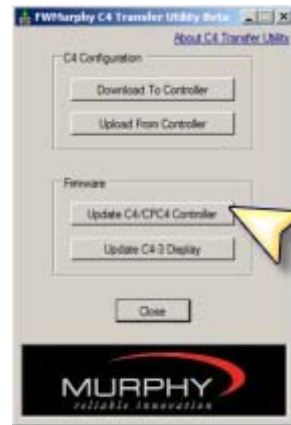 FWMurphy C4 Transfer Utility Beta
About C4 Transfer Utility
C4 Configuration
Download To Controller
Upload From Controller
Firmware
Update C4/CPC4 Controller
Update C4-3 Display
Close
MURPHY
reliable innovation